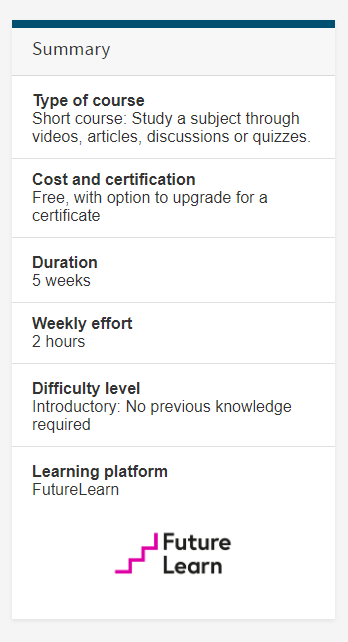 Summary
Type of course
Short course: Study a subject through
videos, articles, discussions or quizzes.
Cost and certification
Free, with option to upgrade for a
certificate
Duration
5 weeks
Weekly effort
2 hours
Difficulty level
Introductory: No previous knowledge
required
Learning platform
FutureLearn
Future
Learn